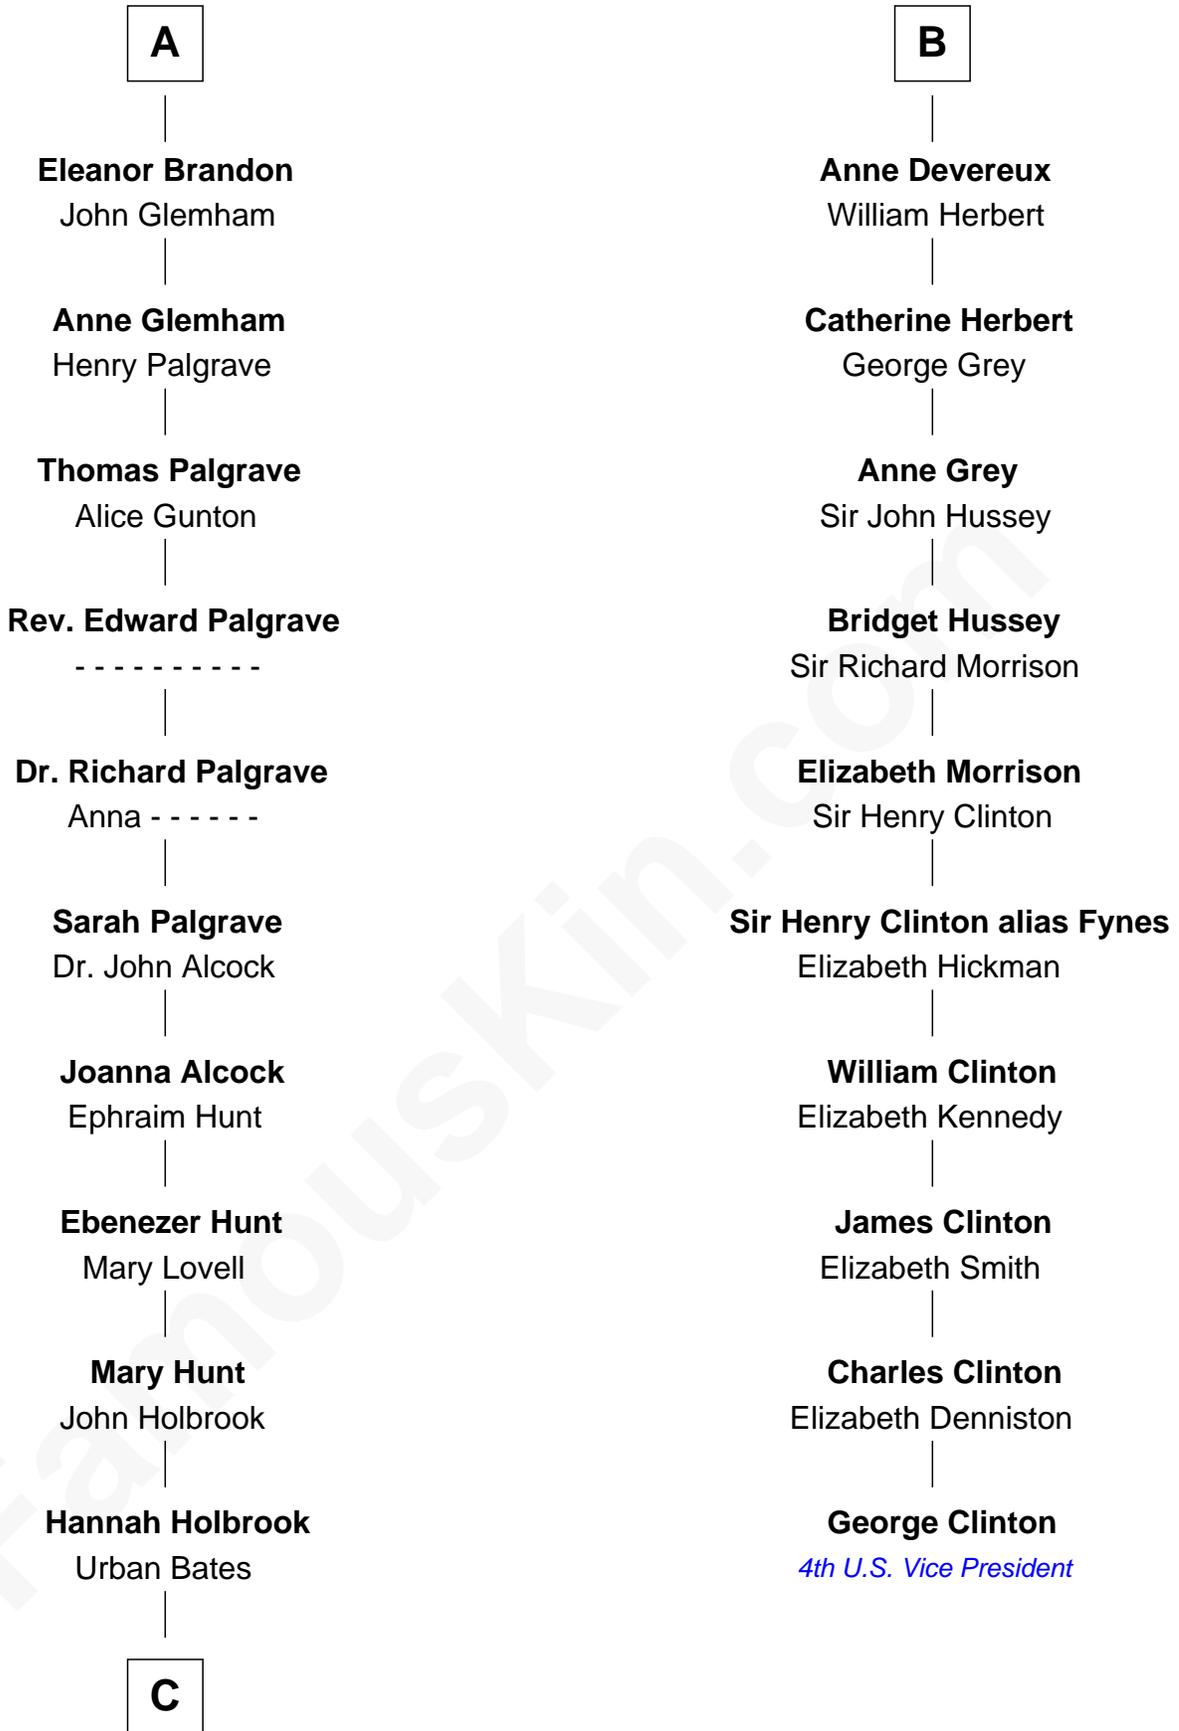 A
Eleanor Brandon
John Glemham
Anne Glemham
Henry Palgrave
Thomas Palgrave
Alice Gunton
Rev. Edward Palgrave
- - - - - - - - - -
Dr. Richard Palgrave
Anna - - - - - -
Sarah Palgrave
Dr. John Alcock
Joanna Alcock
Ephraim Hunt
Ebenezer Hunt
Mary Lovell
Mary Hunt
John Holbrook
Hannah Holbrook
Urban Bates
C
B
Anne Devereux
William Herbert
Catherine Herbert
George Grey
Anne Grey
Sir John Hussey
Bridget Hussey
Sir Richard Morrison
Elizabeth Morrison
Sir Henry Clinton
Sir Henry Clinton alias Fynes
Elizabeth Hickman
William Clinton
Elizabeth Kennedy
James Clinton
Elizabeth Smith
Charles Clinton
Elizabeth Denniston
George Clinton
4th U.S. Vice President
FamousKin.com